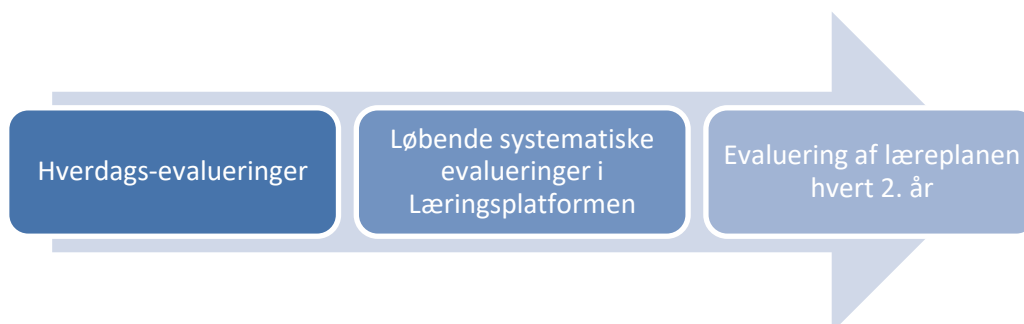 Hverdags-evalueringer
Løbende systematiske
evalueringer i
Læringsplatformen
Evaluering af læreplanen
hvert 2. år